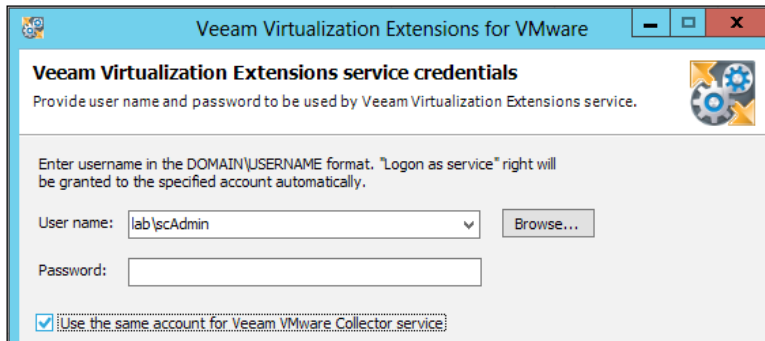 Veeam Virtualization Extensions for VMware
Veeam Virtualization Extensions service credentials
Provide user name and password to be used by Veeam Virtualization Extensions service.
Enter username in the DOMAIN\USERNAME format. "Logon as service" right will
be granted to the specified account automatically.
User name: lab\scAdmin Browse...
Password:
Use the same account for Veeam VMware Collector service